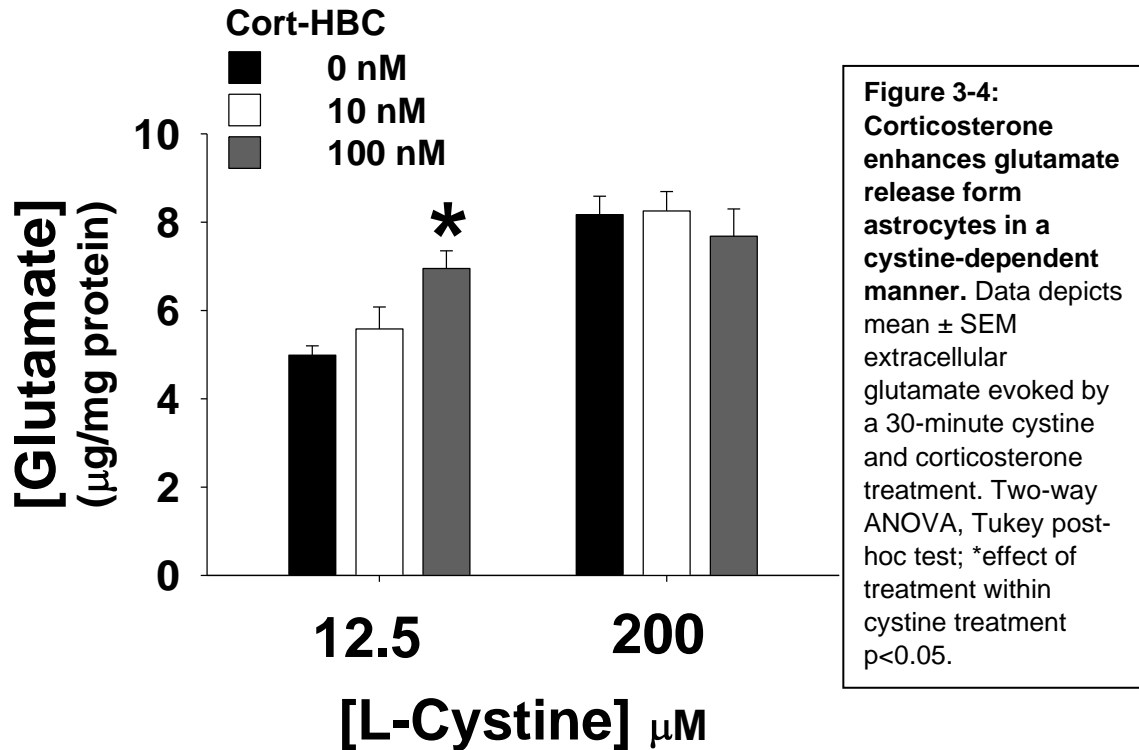 Cort-HBC
0 nM
10 nM
100 nM
[Glutamate]
(μg/mg protein)
10
8
6
4
2
0
*
12.5
200
[L-Cystine] μM
Figure 3-4:
Corticosterone
enhances glutamate
release form
astrocytes in a
cystine-dependent
manner. Data depicts
mean ± SEM
extracellular
glutamate evoked by
a 30-minute cystine
and corticosterone
treatment. Two-way
ANOVA, Tukey post-
hoc test; *effect of
treatment within
cystine treatment
p<0.05.